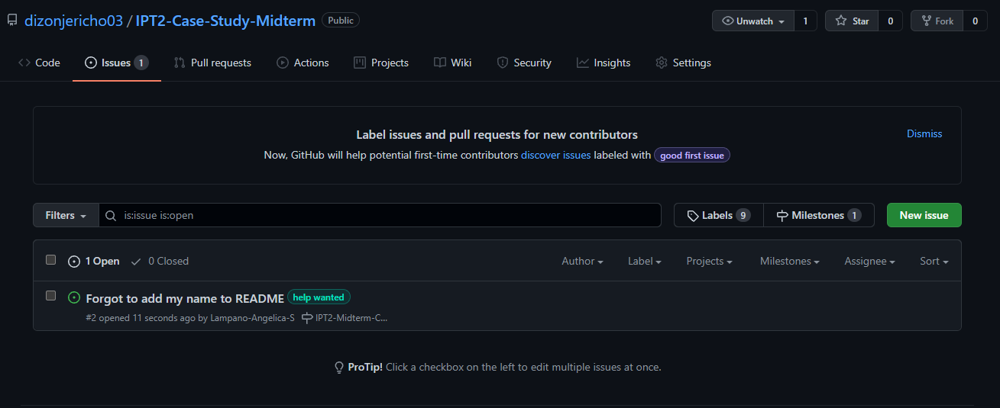 dizonjericho03 / IPT2-Case-Study-Midterm Public Unwatch 1 Star 0 Fork 0
Code Issues 1 Pull requests Actions Projects Wiki Security Insights Settings
Label issues and pull requests for new contributors Dismiss
Now, GitHub will help potential first-time contributors discover issues labeled with good first issue
Filters is:issue is:open Labels 9 Milestones 1 New issue
1 Open 0 Closed Author Label Projects Milestones Assignee Sort
Forgot to add my name to README help wanted
#2 opened 11 seconds ago by Lampano-Angelica-S IPT2-Midterm-C...
ProTip! Click a checkbox on the left to edit multiple issues at once.